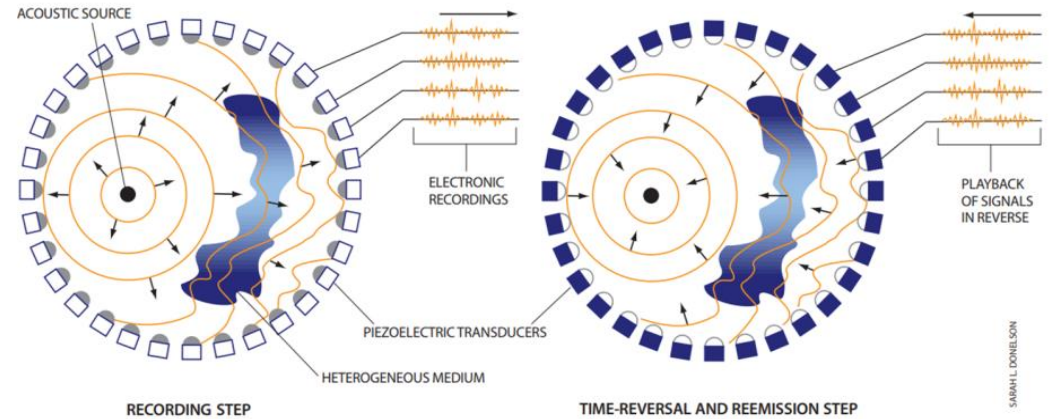 ACOUSTIC SOURCE
ELECTRONIC
RECORDINGS
PLAYBACK
OF SIGNALS
IN REVERSE
PIEZOELECTRIC TRANSDUCERS
HETEROGENEOUS MEDIUM
RECORDING STEP
TIME-REVERSAL AND REEMISSION STEP
SARAH L. DONELSON